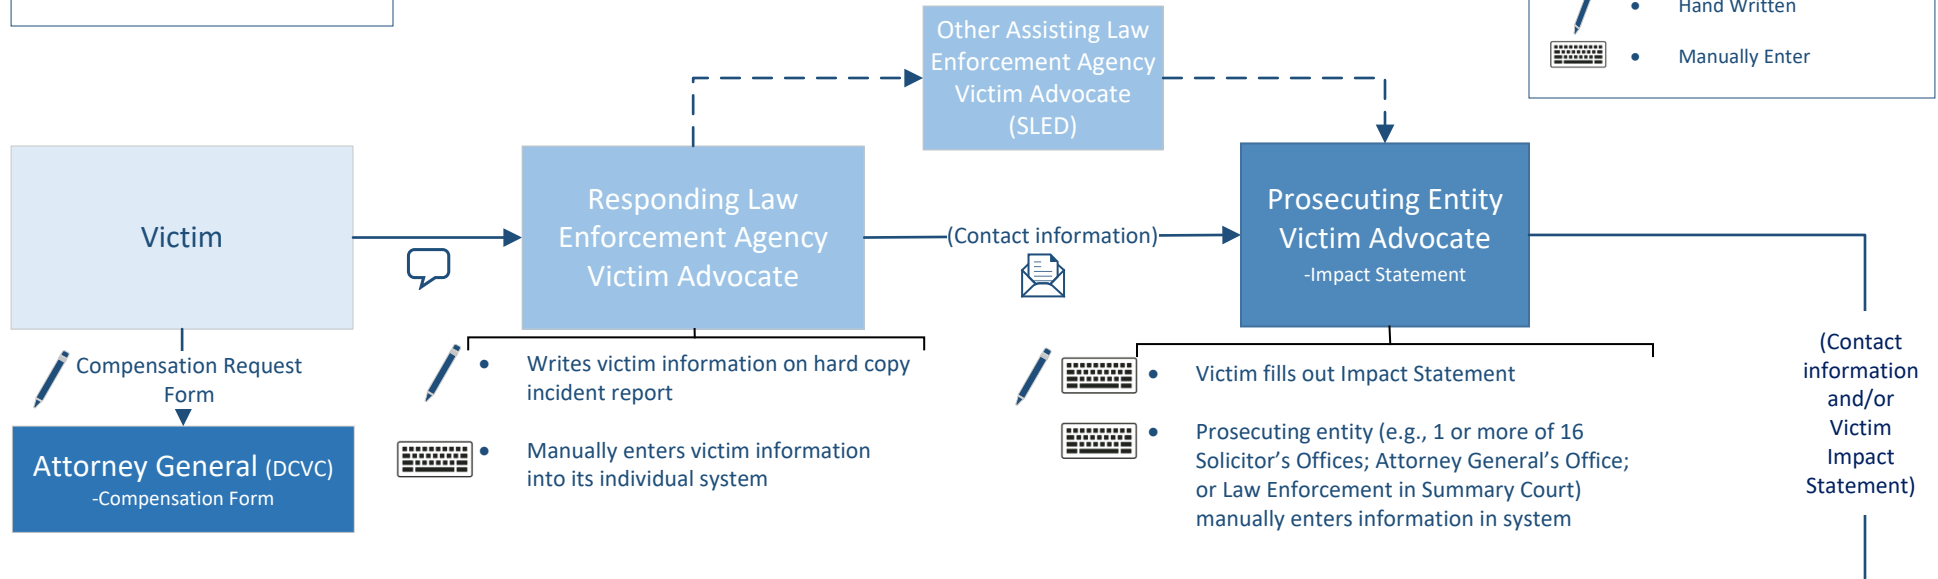 Hand Written
Manually Enter
Other Assisting Law
Enforcement Agency
Victim Advocate
(SLED)
Victim
Responding Law
Enforcement Agency
Victim Advocate
(Contact information)
Prosecuting Entity
Victim Advocate
-Impact Statement
Compensation Request
Form
Attorney General (DCVC)
-Compensation Form
• Writes victim information on hard copy
incident report
• Manually enters victim information
into its individual system
• Victim fills out Impact Statement
• Prosecuting entity (e.g., 1 or more of 16
Solicitor’s Offices; Attorney General’s Office;
or Law Enforcement in Summary Court)
manually enters information in system
(Contact
information
and/or
Victim
Impact
Statement)